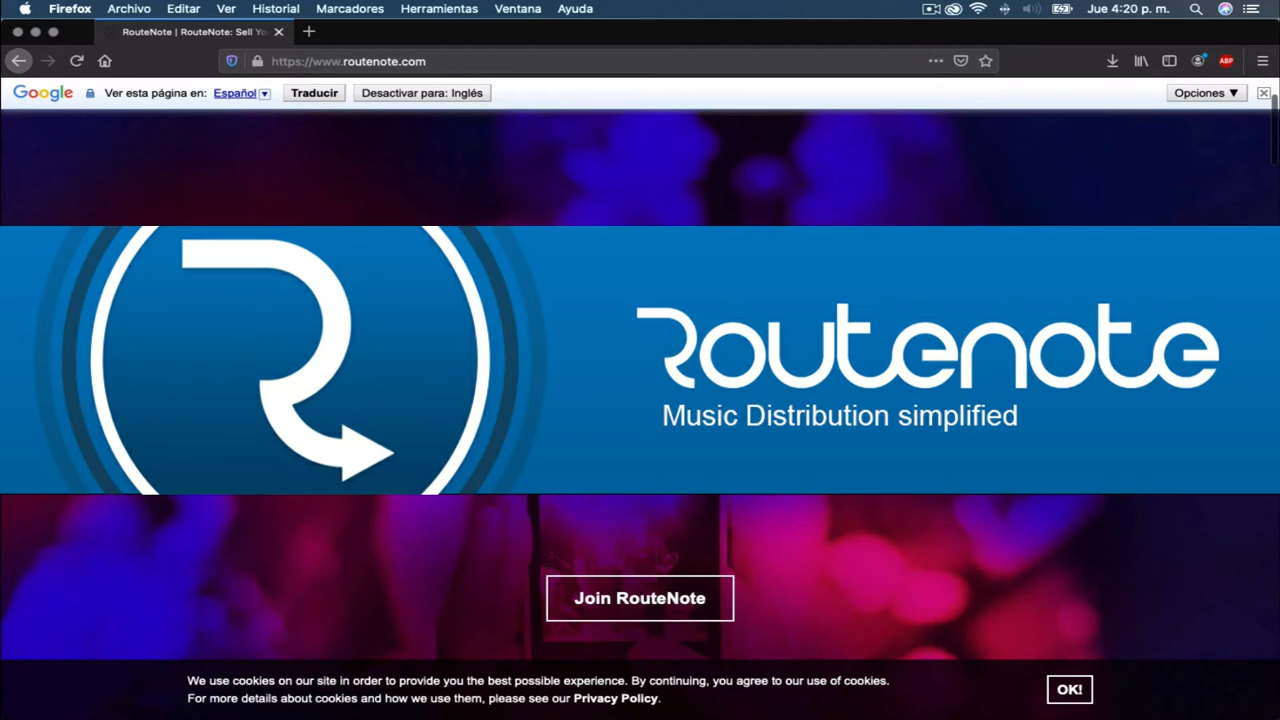 Firefox Archivo Editar Ver Historial Marcadores Herramientas Ventana Ayuda Jue 4:20 p. m.
RouteNote | RouteNote: Sell Yo
https://www.routenote.com
ABP
Google Ver esta página en: Español Traducir Desactivar para: Inglés Opciones
Routenote
Music Distribution simplified
Join RouteNote
We use cookies on our site in order to provide you the best possible experience. By continuing, you agree to our use of cookies.
For more details about cookies and how we use them, please see our Privacy Policy.
OK!